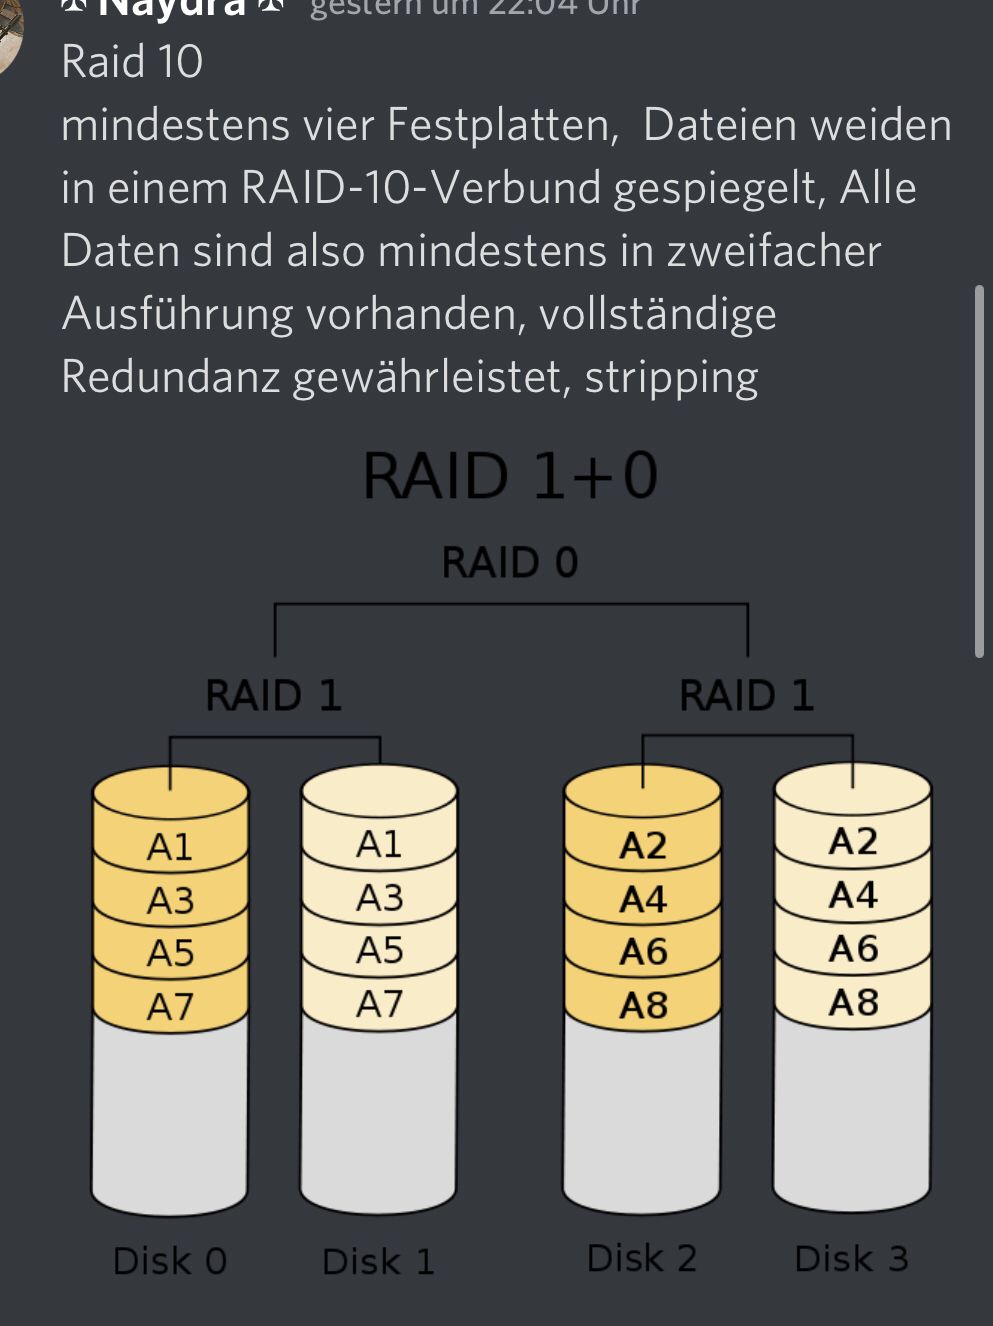 Naydra gestern um 22:04 Uhr
Raid 10
mindestens vier Festplatten, Dateien weiden
in einem RAID-10-Verbund gespiegelt, Alle
Daten sind also mindestens in zweifacher
Ausführung vorhanden, vollständige
Redundanz gewährleistet, stripping
RAID 1+0
RAID 0
RAID 1 RAID 1
A1 A1 A2 A2
A3 A3 A4 A4
A5 A5 A6 A6
A7 A7 A8 A8
Disk 0 Disk 1 Disk 2 Disk 3